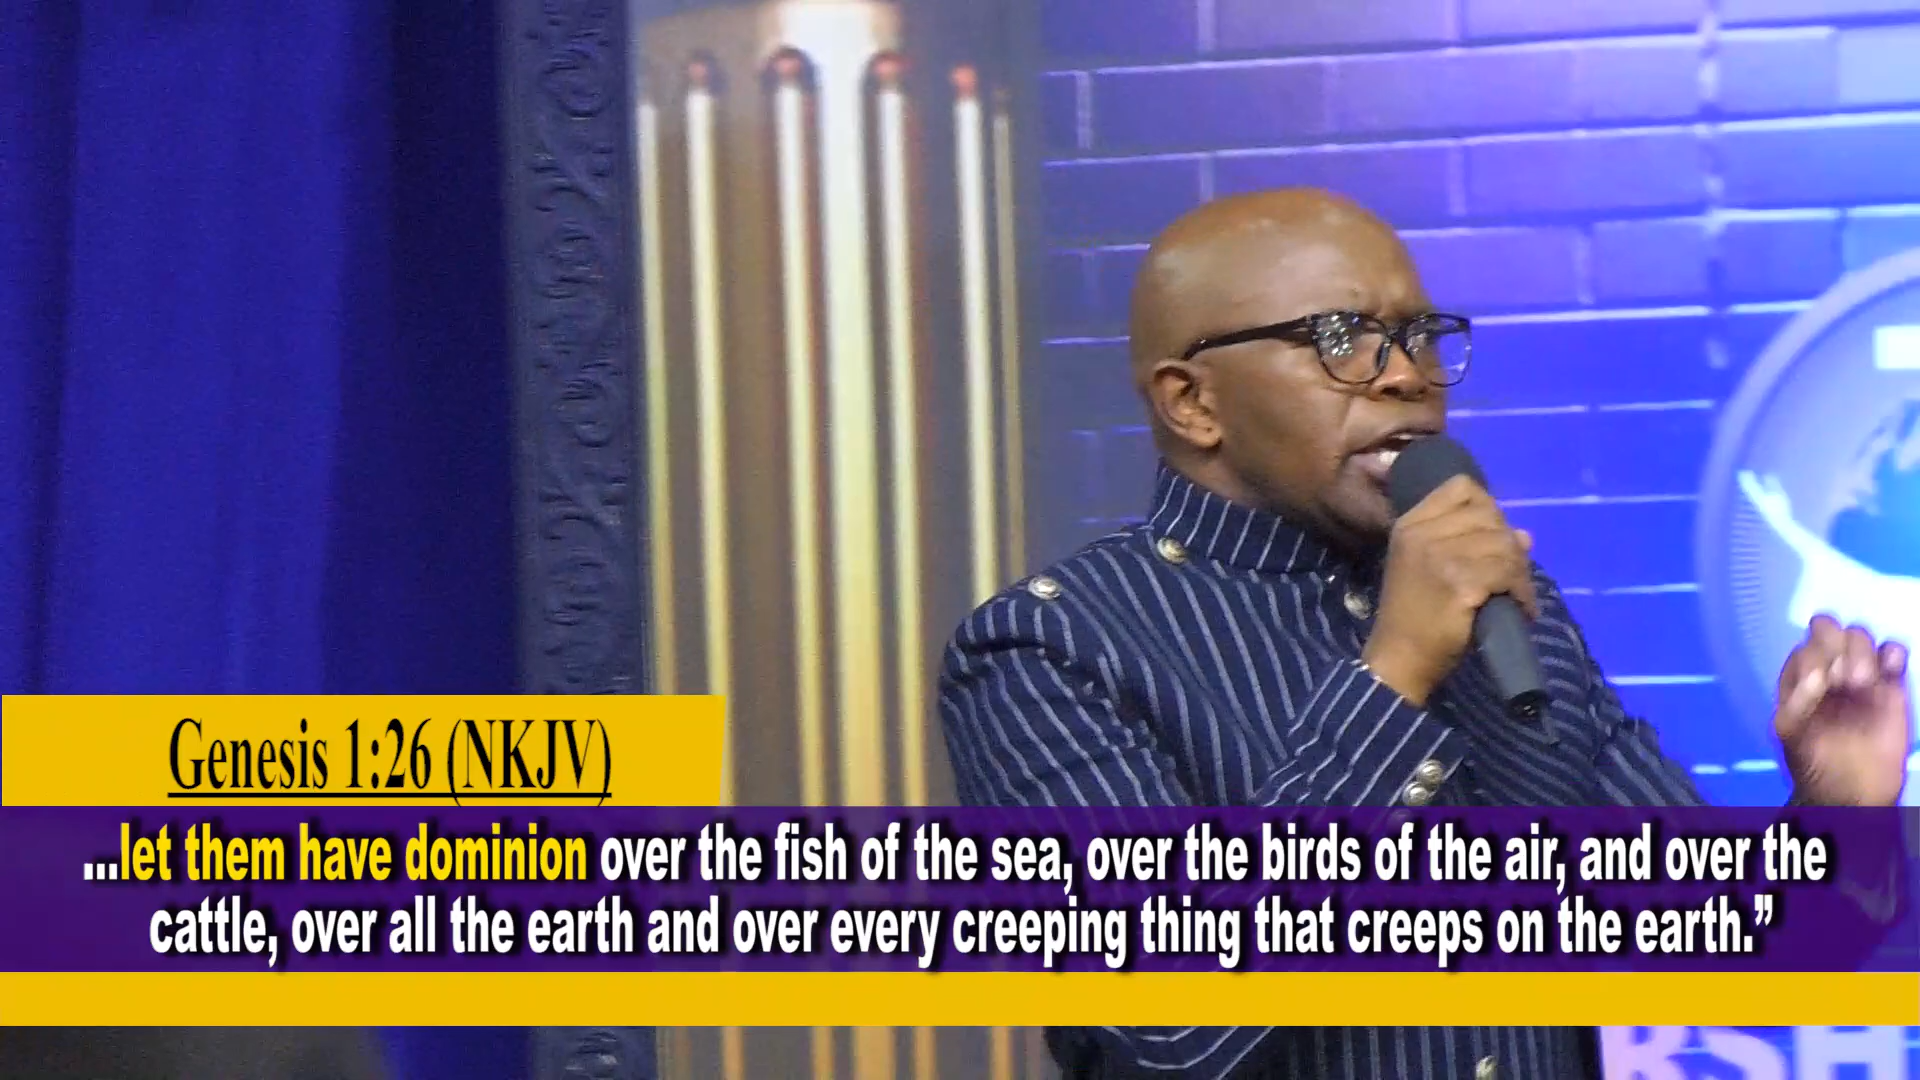 Genesis 1:26 (NKJV)
...let them have dominion over the fish of the sea, over the birds of the air, and over the
cattle, over all the earth and over every creeping thing that creeps on the earth.”
RSH